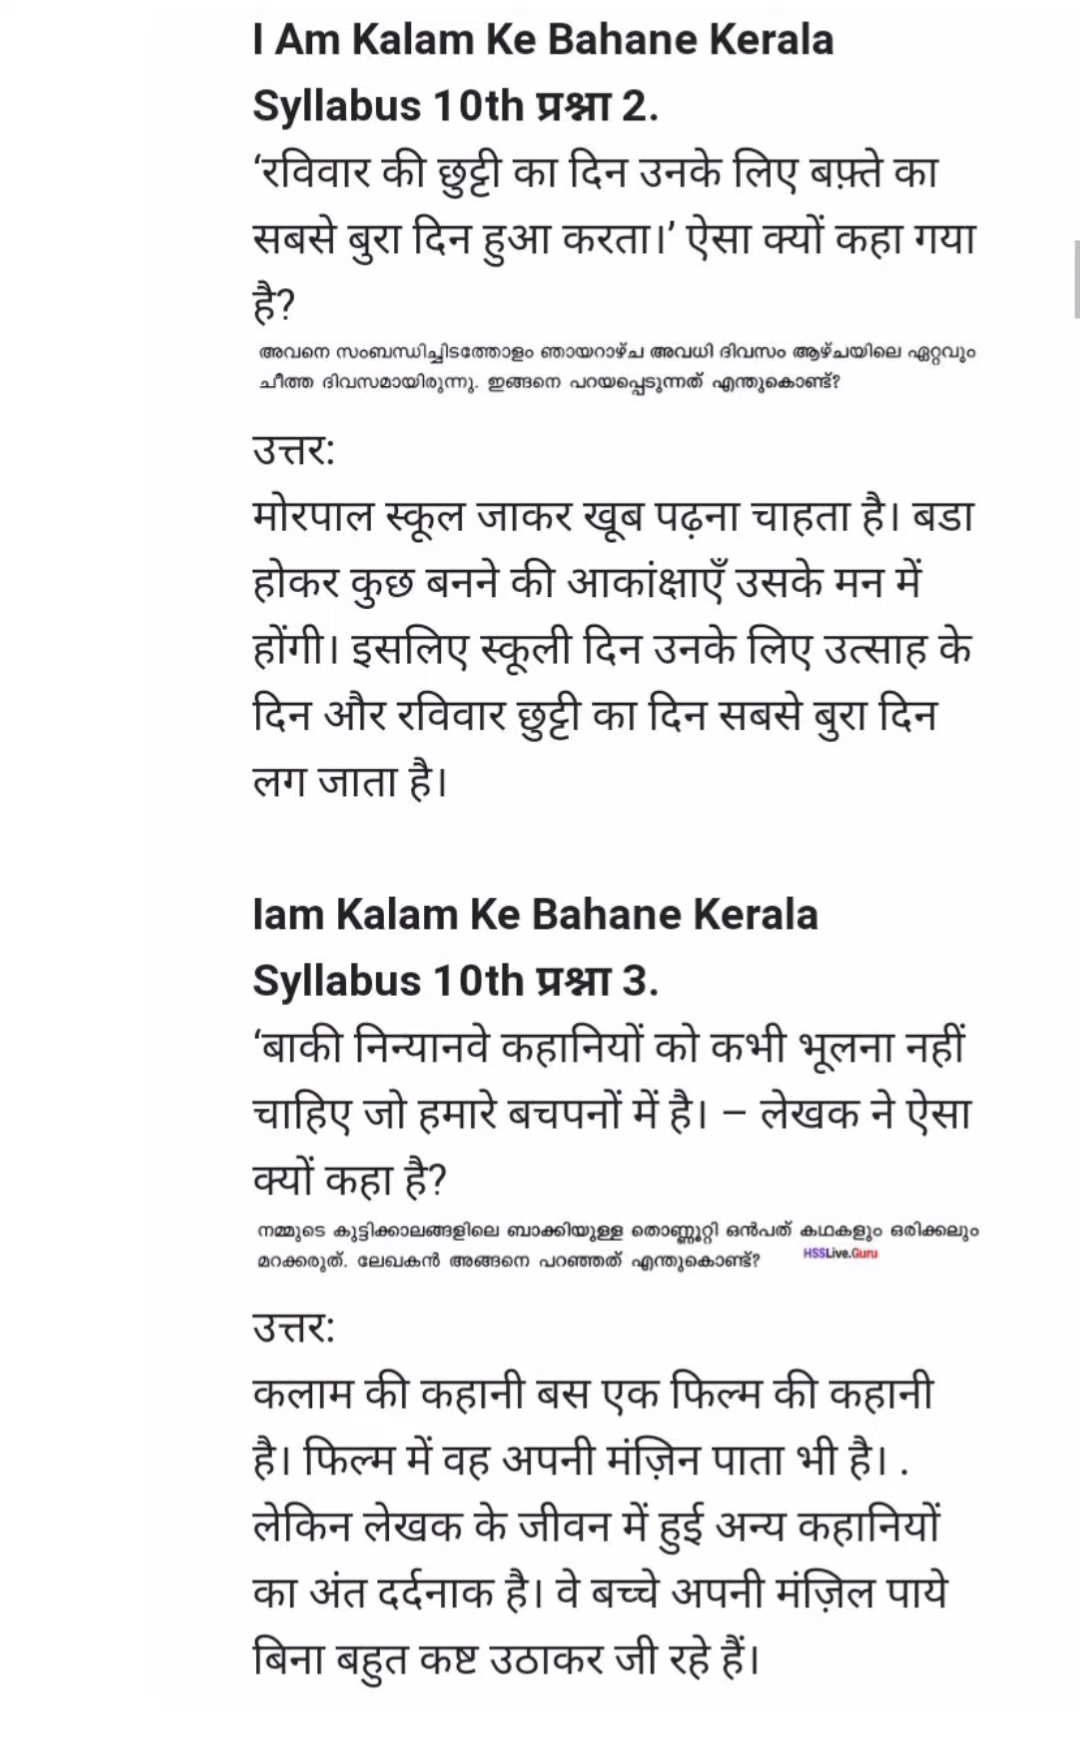 I Am Kalam Ke Bahane Kerala
Syllabus 10th प्रश्ना 2.
‘रविवार की छुट्टी का दिन उनके लिए बफ़्ते का
सबसे बुरा दिन हुआ करता।’ ऐसा क्यों कहा गया
है?
അവനെ സംബന്ധിച്ചിടത്തോളം ഞായറാഴ്ച അവധി ദിവസം ആഴ്ചയിലെ ഏറ്റവും
ചീത്ത ദിവസമായിരുന്നു. ഇങ്ങനെ പറയപ്പെടുന്നത് എന്തുകൊണ്ട്?
उत्तर:
मोरपाल स्कूल जाकर खूब पढ़ना चाहता है। बडा
होकर कुछ बनने की आकांक्षाएँ उसके मन में
होंगी। इसलिए स्कूली दिन उनके लिए उत्साह के
दिन और रविवार छुट्टी का दिन सबसे बुरा दिन
लग जाता है।
Iam Kalam Ke Bahane Kerala
Syllabus 10th प्रश्ना 3.
‘बाकी निन्यानवे कहानियों को कभी भूलना नहीं
चाहिए जो हमारे बचपनों में है। – लेखक ने ऐसा
क्यों कहा है?
നമ്മുടെ കുട്ടിക്കാലങ്ങളിലെ ബാക്കിയുള്ള തൊണ്ണൂറ്റി ഒൻപത് കഥകളും ഒരിക്കലും
മറക്കരുത്. ലേഖകൻ അങ്ങനെ പറഞ്ഞത് എന്തുകൊണ്ട്? HSSLive.Guru
उत्तर:
कलाम की कहानी बस एक फिल्म की कहानी
है। फिल्म में वह अपनी मंज़िन पाता भी है। .
लेकिन लेखक के जीवन में हुई अन्य कहानियों
का अंत दर्दनाक है। वे बच्चे अपनी मंज़िल पाये
बिना बहुत कष्ट उठाकर जी रहे हैं।